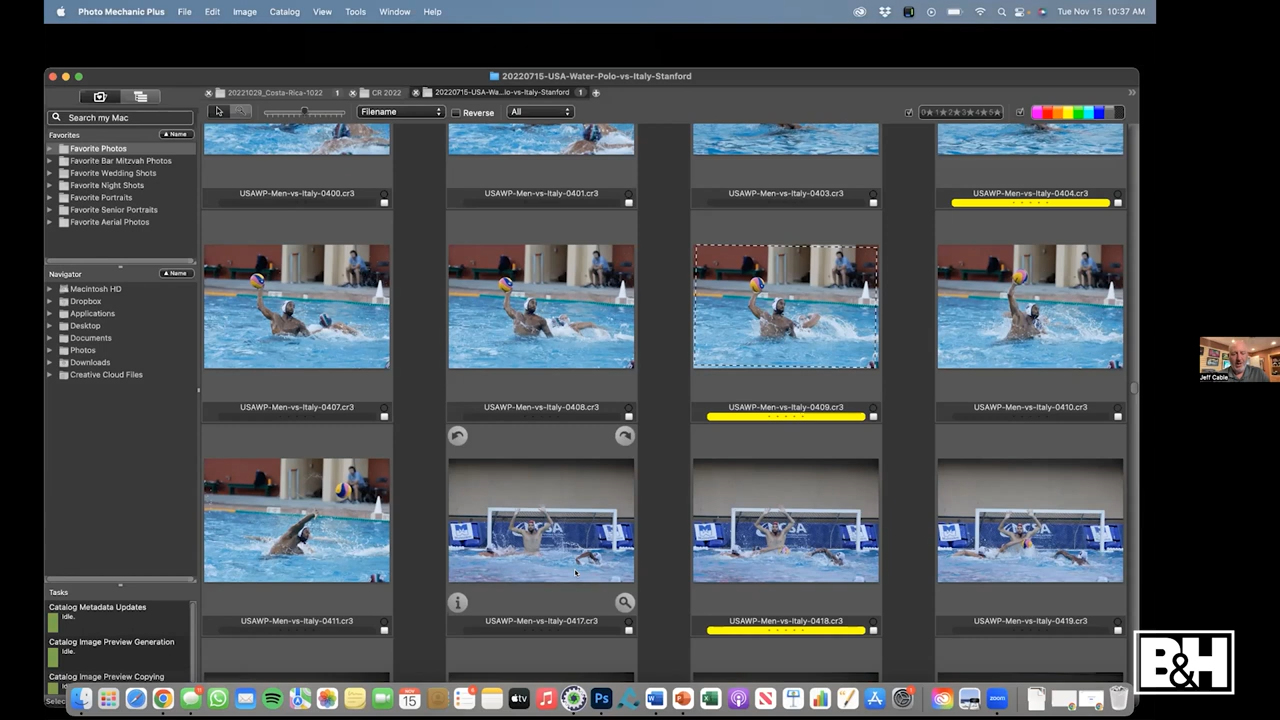 Photo Mechanic Plus File Edit Image Catalog View Tools Window Help Tue Nov 15 10:37 AM
20220715-USA-Water-Polo-vs-Italy-Stanford
20221029_Costa-Rica-1022 1 CR 2022 20220715-USA-Wa...lo-vs-Italy-Stanford 1
Filename Reverse All
Search my Mac
Favorites Name
Favorite Photos
Favorite Bar Mitzvah Photos
Favorite Wedding Shots
Favorite Night Shots
Favorite Portraits
Favorite Senior Portraits
Favorite Aerial Photos
Navigator Name
Macintosh HD
Dropbox
Applications
Desktop
Documents
Photos
Downloads
Creative Cloud Files
Tasks
Catalog Metadata Updates
Idle.
Catalog Image Preview Generation
Idle.
Catalog Image Preview Copying
Idle.
USAWP-Men-vs-Italy-0400.cr3 USAWP-Men-vs-Italy-0401.cr3 USAWP-Men-vs-Italy-0403.cr3 USAWP-Men-vs-Italy-0404.cr3
USAWP-Men-vs-Italy-0407.cr3 USAWP-Men-vs-Italy-0408.cr3 USAWP-Men-vs-Italy-0409.cr3 USAWP-Men-vs-Italy-0410.cr3
USAWP-Men-vs-Italy-0411.cr3 USAWP-Men-vs-Italy-0417.cr3 USAWP-Men-vs-Italy-0418.cr3 USAWP-Men-vs-Italy-0419.cr3
Jeff Cable
B&H
NOV
15
zoom